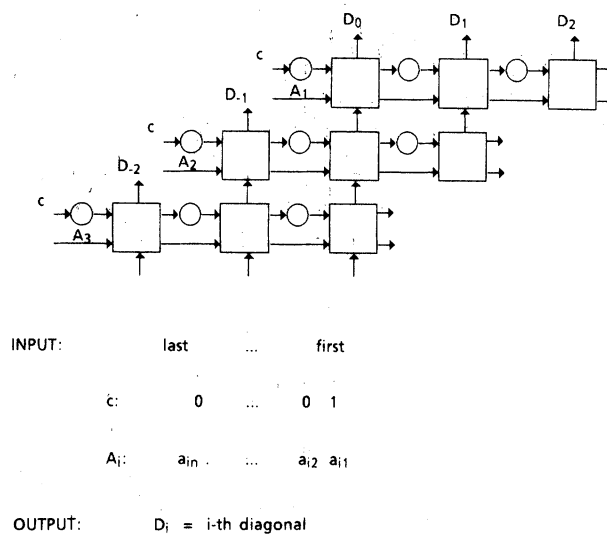 D0 D1 D2
c
A1
D-1
c
A2
D-2
c
A3
INPUT: last ... first
c: 0 ... 0 1
Ai: ain ... ai2 ai1
OUTPUT: Di = i-th diagonal